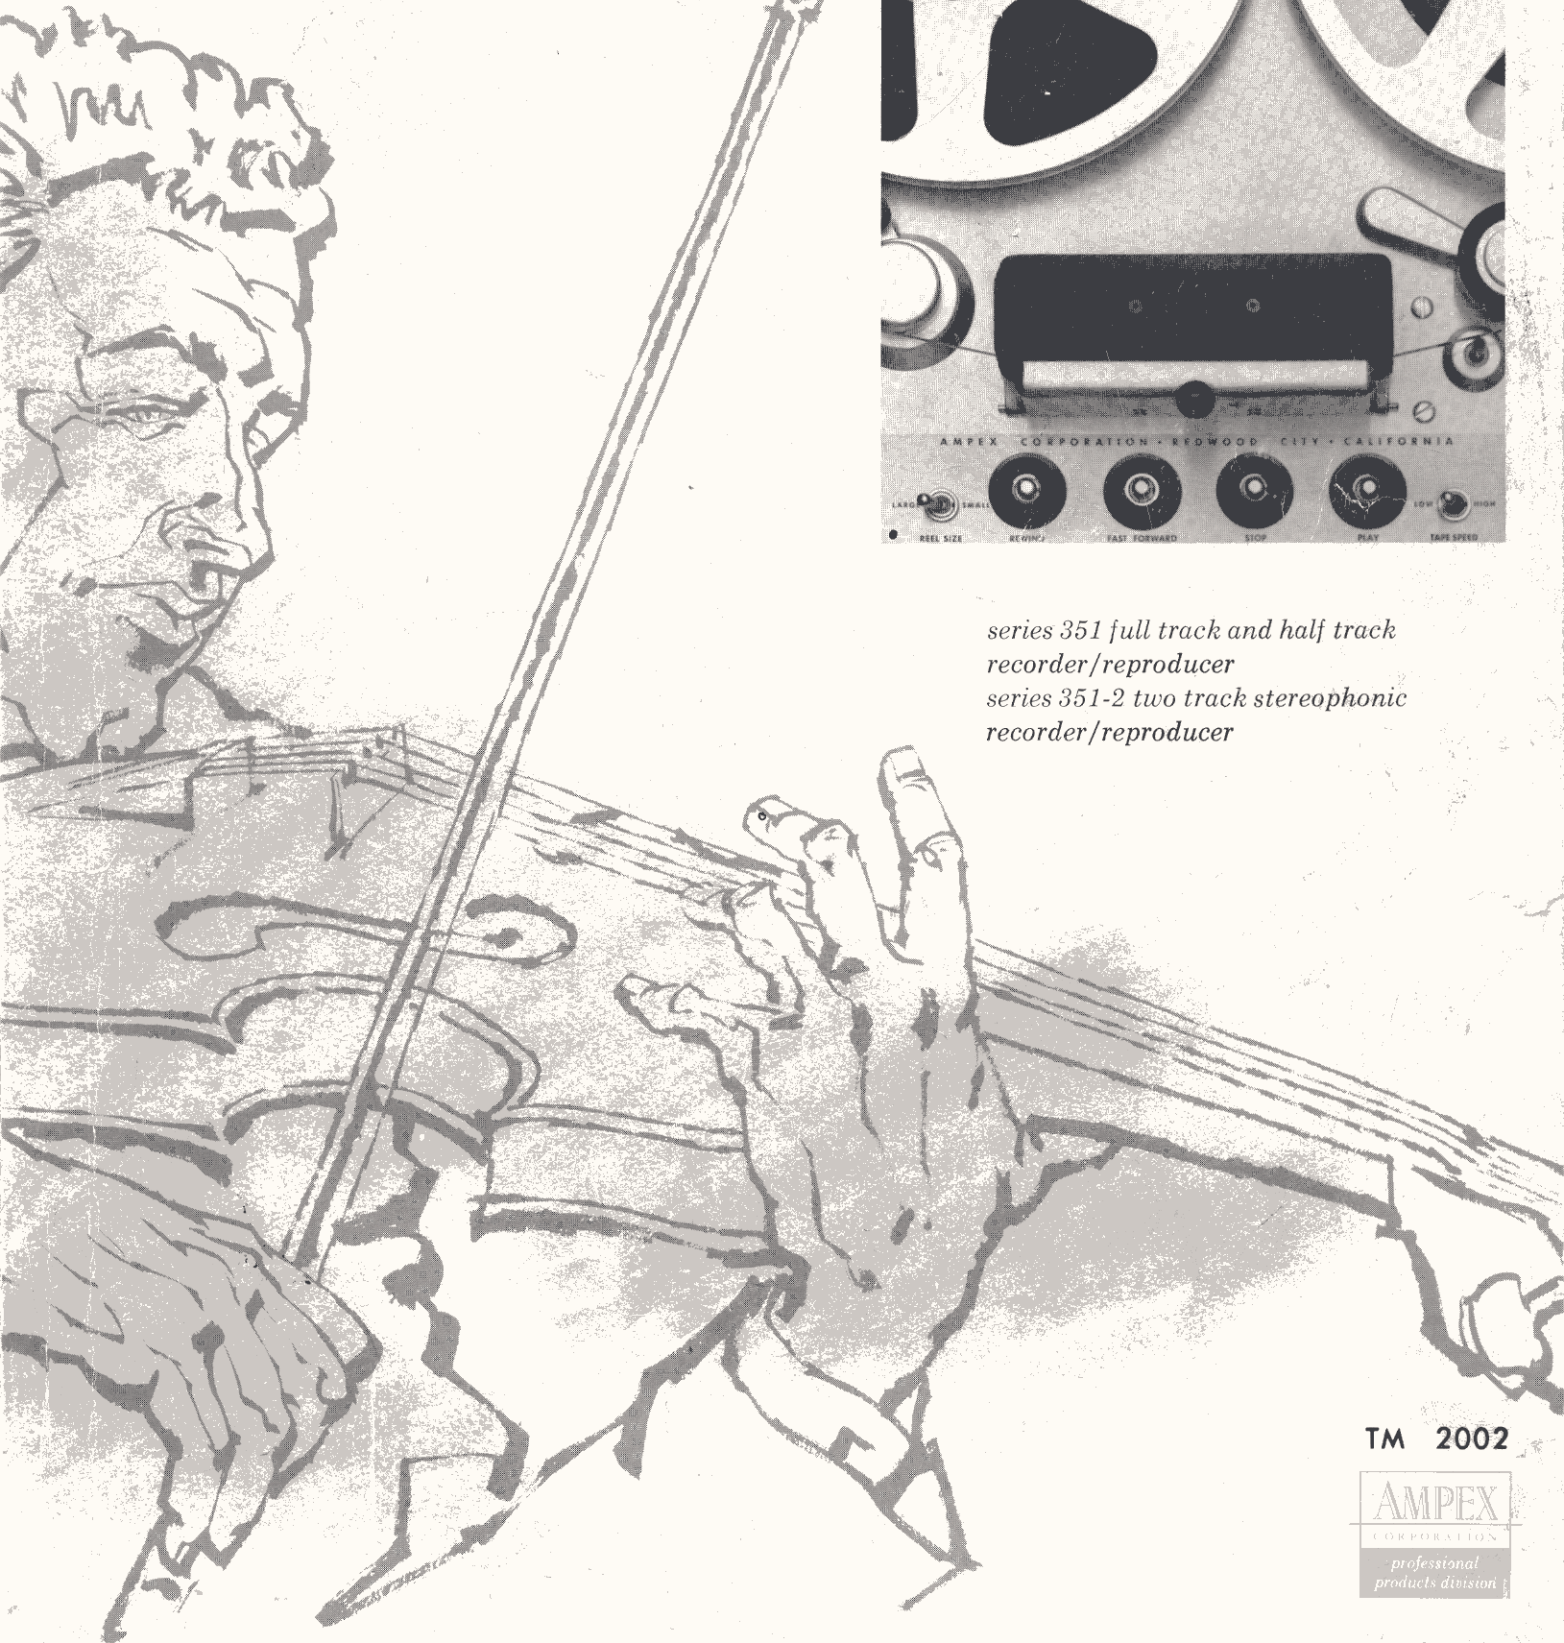 AMPEX CORPORATION • REDWOOD CITY • CALIFORNIA
LARGE SMALL LOW HIGH
REEL SIZE REWIND FAST FORWARD STOP PLAY TAPE SPEED
series 351 full track and half track
recorder/reproducer
series 351-2 two track stereophonic
recorder/reproducer
TM 2002
AMPEX
CORPORATION
professional
products division